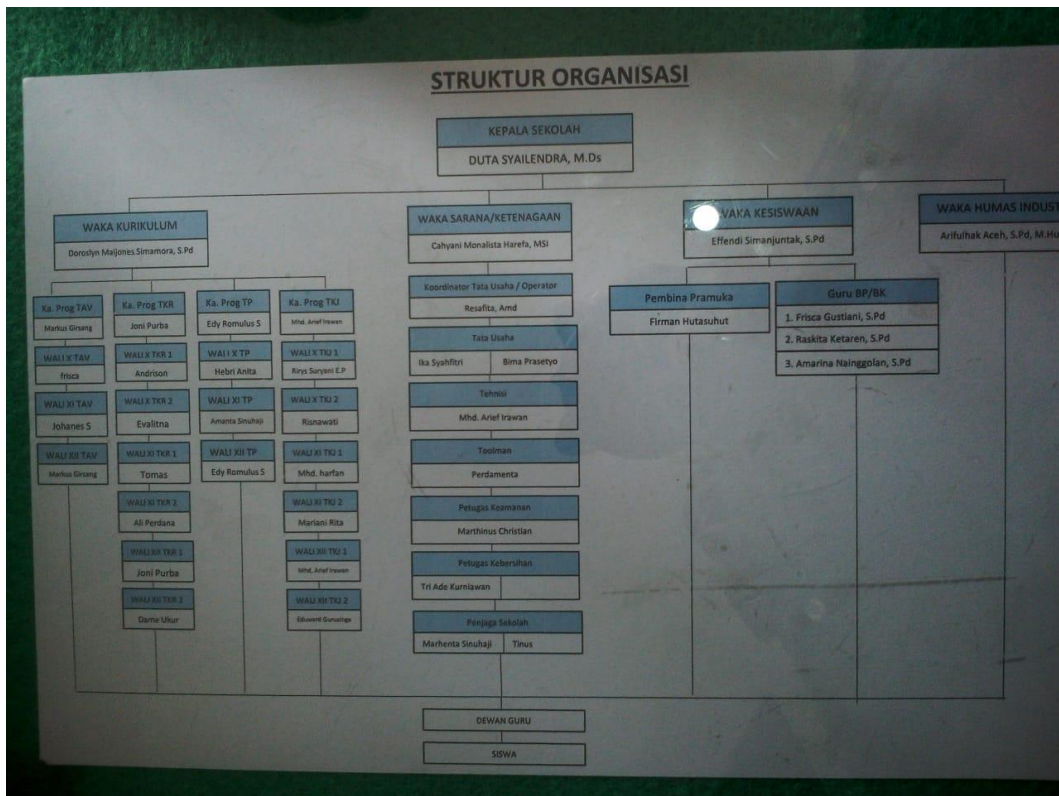 STRUKTUR ORGANISASI
KEPALA SEKOLAH
DUTA SYAILENDRA, M.Ds
WAKA KURIKULUM
Doroslyn Maijones Simamora, S.Pd
Ka. Prog TAV
Markus Girsang
WALI X TAV
frisca
WALI XI TAV
Johanes S
WALI XII TAV
Markus Girsang
Ka. Prog TKR
Joni Purba
WALI X TKR 1
Andrison
WALI X TKR 2
Evalitna
WALI XI TKR 1
Tomas
WALI XI TKR 2
Ali Perdana
WALI XII TKR 1
Joni Purba
WALI XII TKR 2
Dame Ukur
Ka. Prog TP
Edy Romulus S
WALI X TP
Hebri Anita
WALI XI TP
Amanta Sinuhaji
WALI XII TP
Edy Romulus S
Ka. Prog TKJ
Mhd. Arief Irawan
WALI X TKJ 1
Rirys Suryani E.P
WALI X TKJ 2
Risnawati
WALI XI TKJ 1
Mhd. harfan
WALI XI TKJ 2
Mariani Rita
WALI XII TKJ 1
Mhd. Arief Irawan
WALI XII TKJ 2
Eduward
WAKA SARANA/KETENAGAAN
Cahyani Monalista Harefa, MSI
Koordinator Tata Usaha / Operator
Resafita, Amd
Tata Usaha
Ika Syahfitri Bima Prasetyo
Tehnisi
Mhd. Arief Irawan
Toolman
Perdamenta
Petugas Keamanan
Marthinus Christian
Petugas Kebersihan
Tri Ade Kurniawan
Penjaga Sekolah
Marhenta Sinuhaji Tinus
WAKA KESISWAAN
Effendi Simanjuntak, S.Pd
Pembina Pramuka
Firman Hutasuhut
Guru BP/BK
1. Frisca Gustiani, S.Pd
2. Raskita Ketaren, S.Pd
3. Amarina Nainggolan, S.Pd
WAKA HUMAS INDUST
Arifulhak Aceh, S.Pd, M.Hu
DEWAN GURU
SISWA